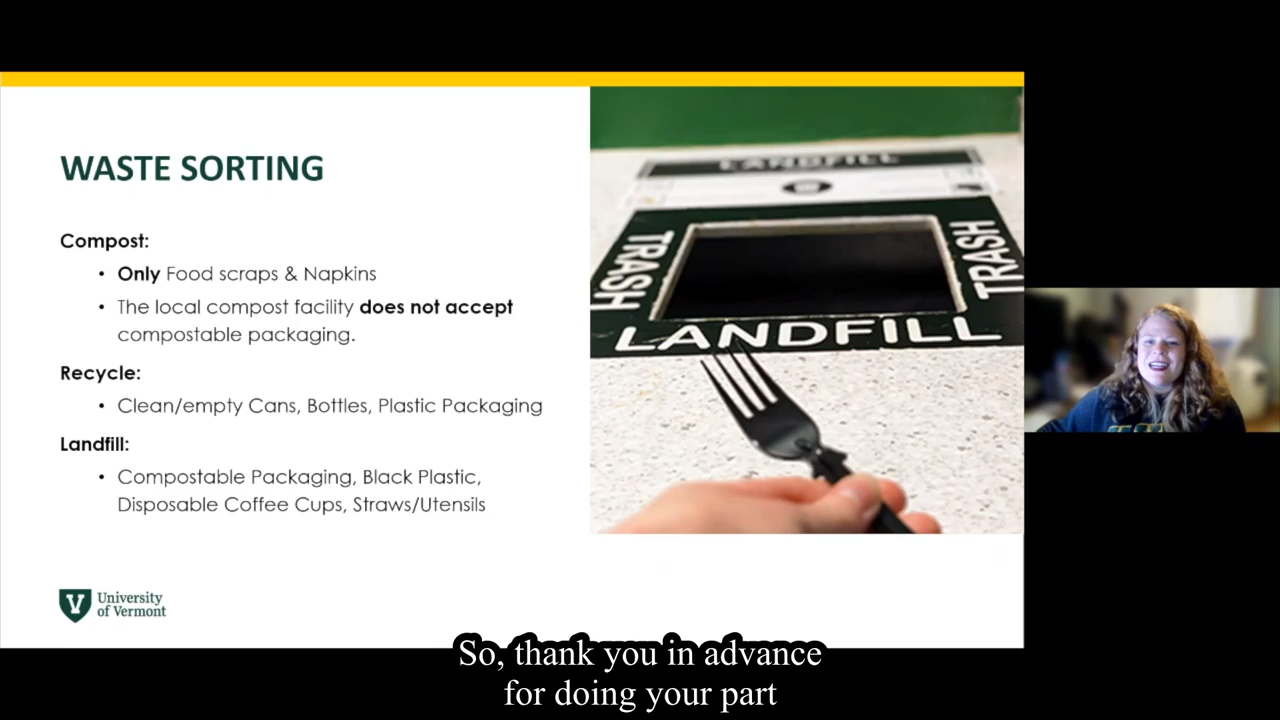 WASTE SORTING
Compost:
• Only Food scraps & Napkins
• The local compost facility does not accept
compostable packaging.
Recycle:
• Clean/empty Cans, Bottles, Plastic Packaging
Landfill:
• Compostable Packaging, Black Plastic,
Disposable Coffee Cups, Straws/Utensils
University
of Vermont
LANDFILL
TRASH
TRASH
LANDFILL
So, thank you in advance
for doing your part